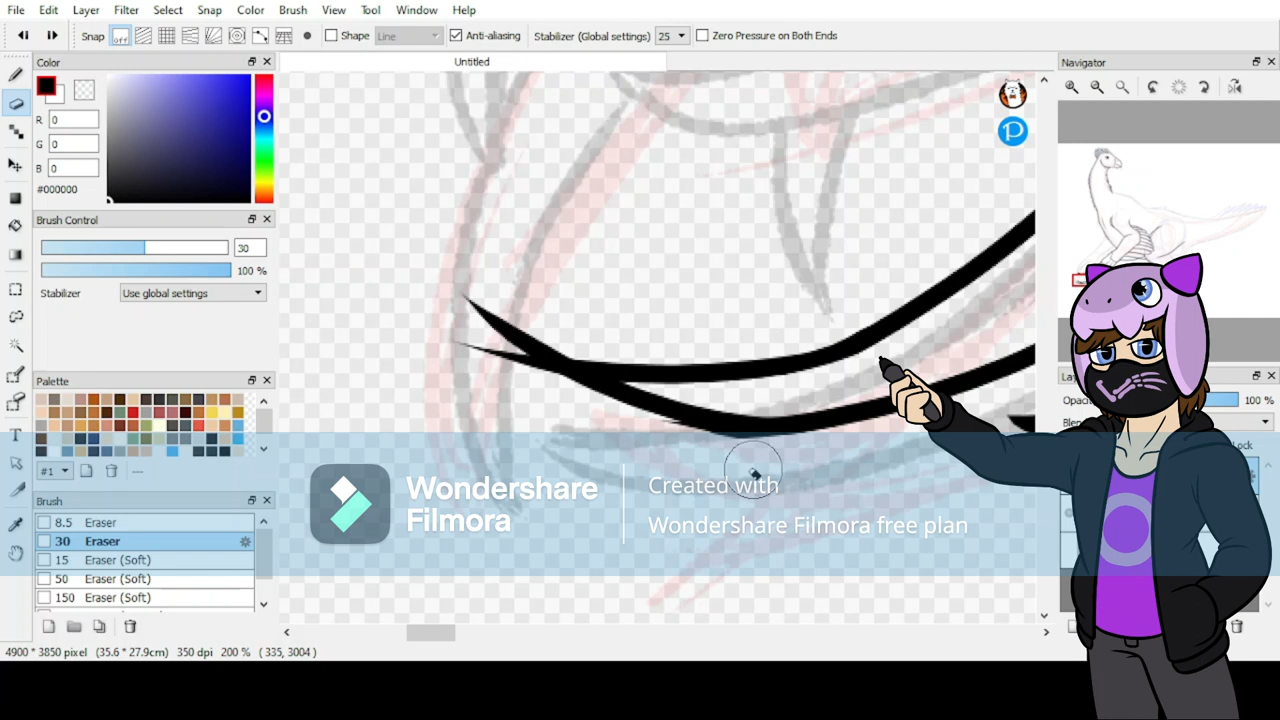 File Edit Layer Filter Select Snap Color Brush View Tool Window Help
Snap off Shape Line Anti-aliasing Stabilizer (Global settings) 25 Zero Pressure on Both Ends
Color
Untitled
Navigator
R 0
G 0
B 0
#000000
Brush Control
30
100 %
Stabilizer Use global settings
Palette
#1
100 %
Brush
8.5 Eraser
30 Eraser
15 Eraser (Soft)
50 Eraser (Soft)
150 Eraser (Soft)
Wondershare
Filmora
Created with
Wondershare Filmora free plan
4900 * 3850 pixel (35.6 * 27.9cm) 350 dpi 200 % ( 335, 3004 )